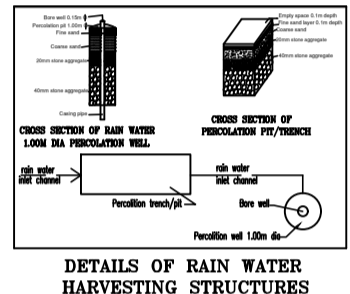 Bore well 0.15m
Percolation pit 1.00m
Fine sand
Coarse sand
20mm stone aggregate
40mm stone aggregate
Casing pipe
CROSS SECTION OF RAIN WATER
1.00M DIA PERCOLATION WELL
Empty space 0.1m depth
Fine sand layer 0.1m depth
Coarse sand
20mm stone aggregate
40mm stone aggregate
CROSS SECTION OF
PERCOLATION PIT/TRENCH
rain water
inlet channel
Percolition trench/pit
rain water
inlet channel
Bore well
Percolition well 1.00m dia
DETAILS OF RAIN WATER
HARVESTING STRUCTURES